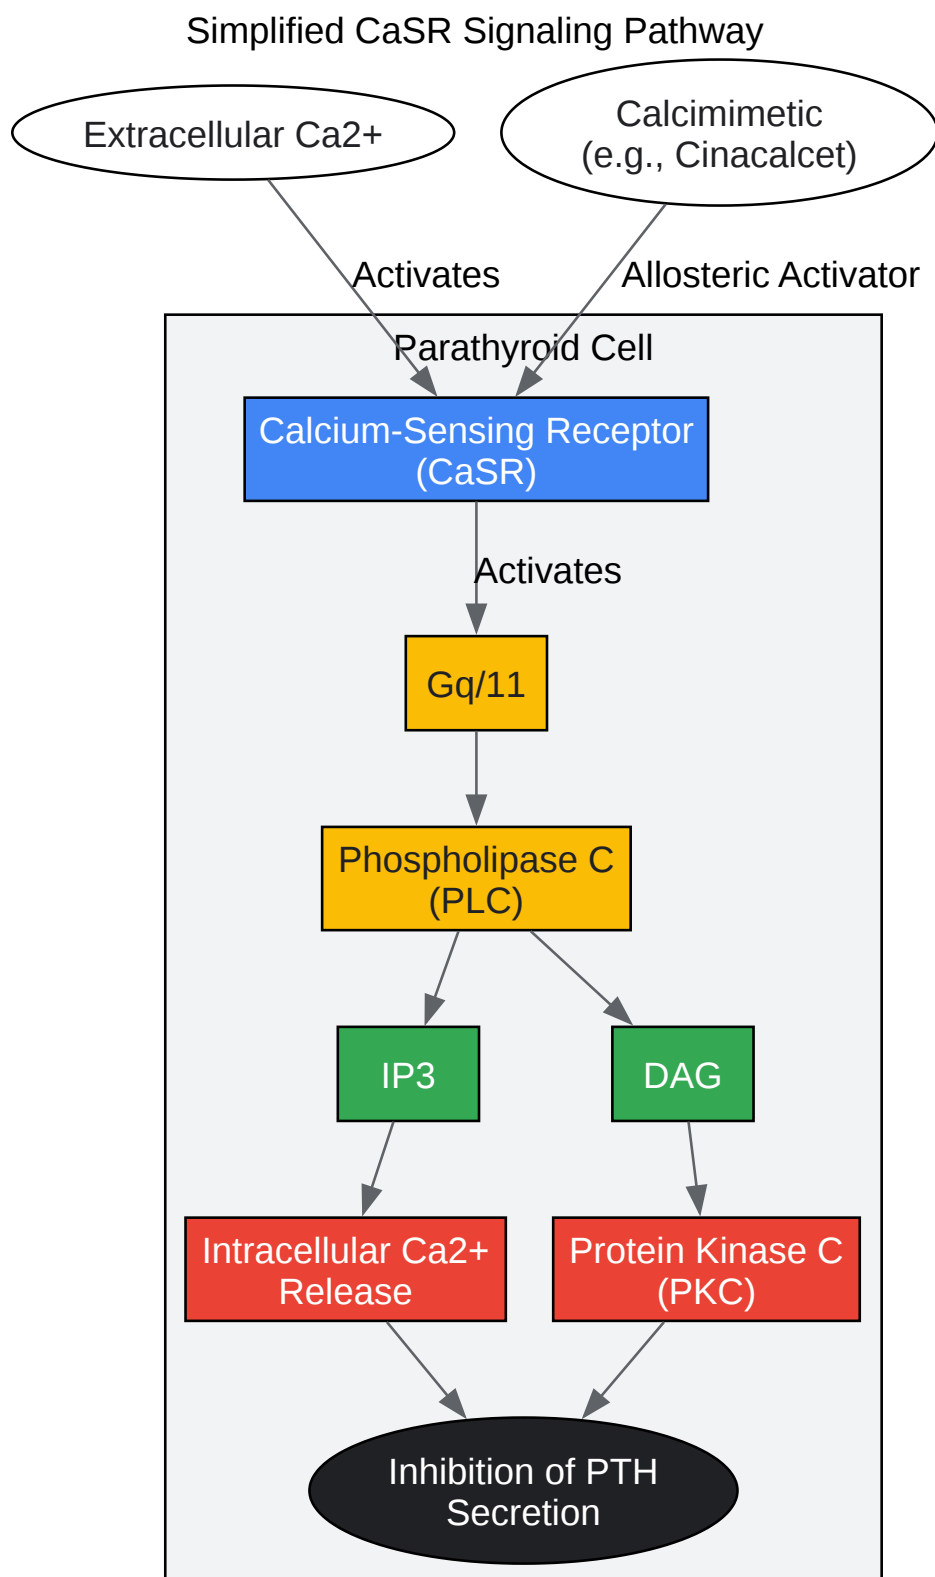 Simplified CaSR Signaling Pathway
Extracellular Ca2+
Calcimimetic
(e.g., Cinacalcet)
Activates
Allosteric Activator
Parathyroid Cell
Calcium-Sensing Receptor
(CaSR)
Activates
Gq/11
Phospholipase C
(PLC)
IP3
DAG
Intracellular Ca2+
Release
Protein Kinase C
(PKC)
Inhibition of PTH
Secretion